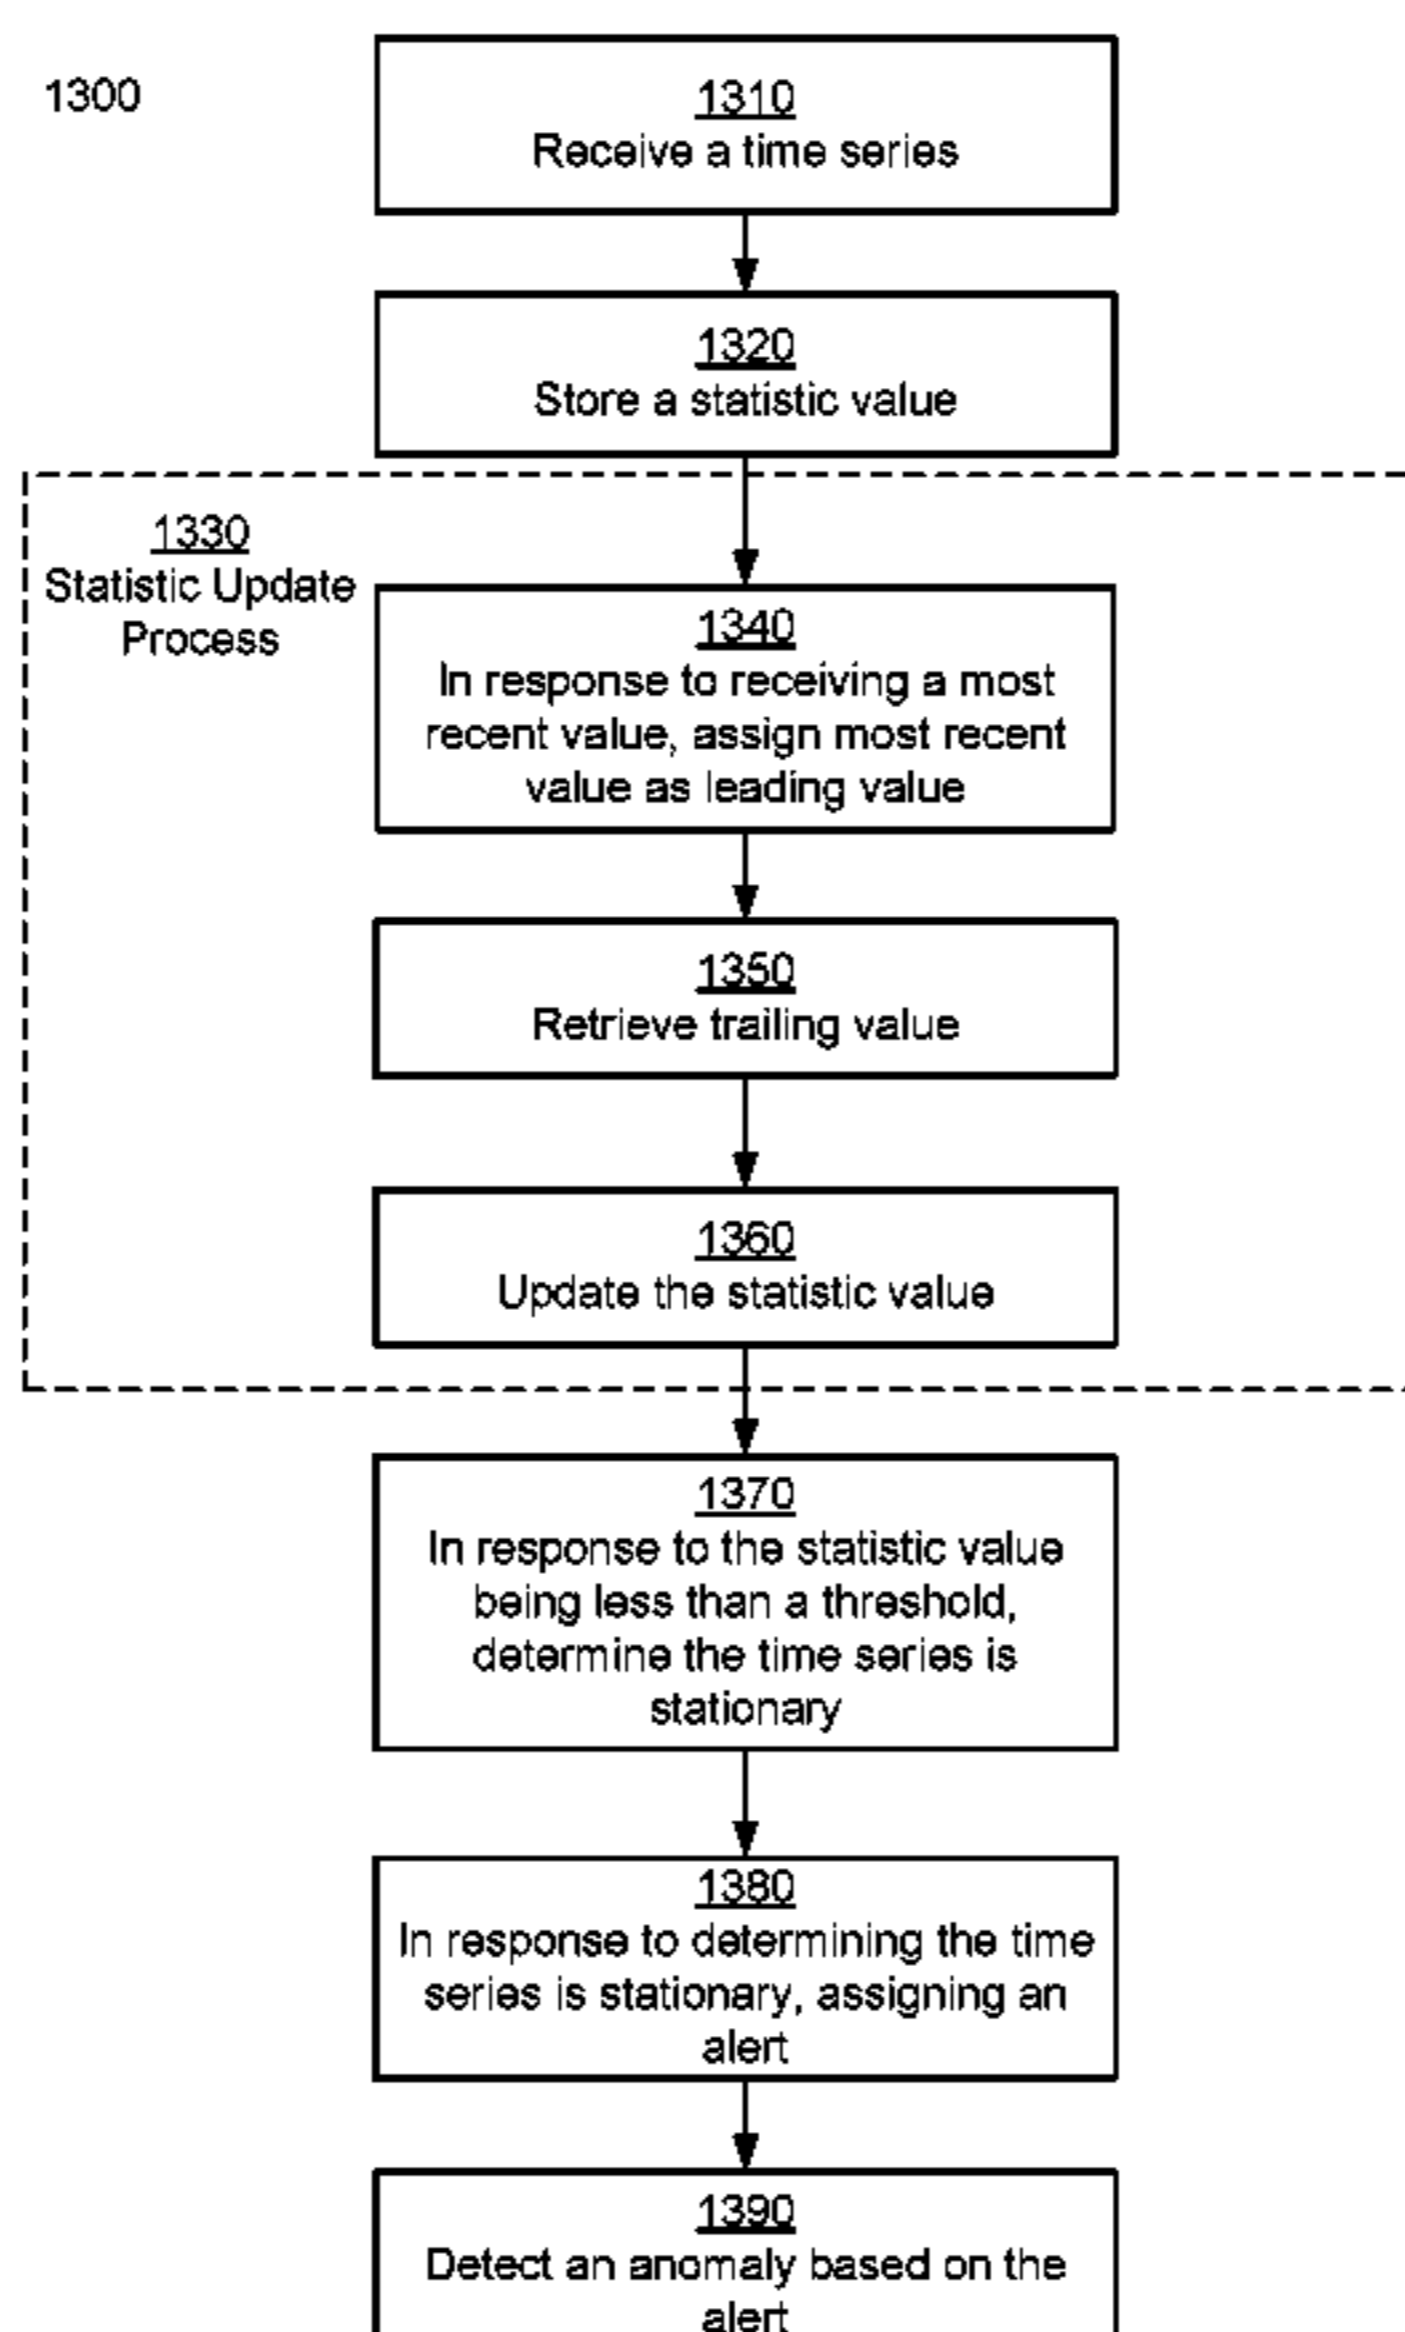 1300
1310
Receive a time series
1320
Store a statistic value
1330
Statistic Update
Process
1340
In response to receiving a most
recent value, assign most recent
value as leading value
1350
Retrieve trailing value
1360
Update the statistic value
1370
In response to the statistic value
being less than a threshold,
determine the time series is
stationary
1380
In response to determining the time
series is stationary, assigning an
alert
1390
Detect an anomaly based on the
alert